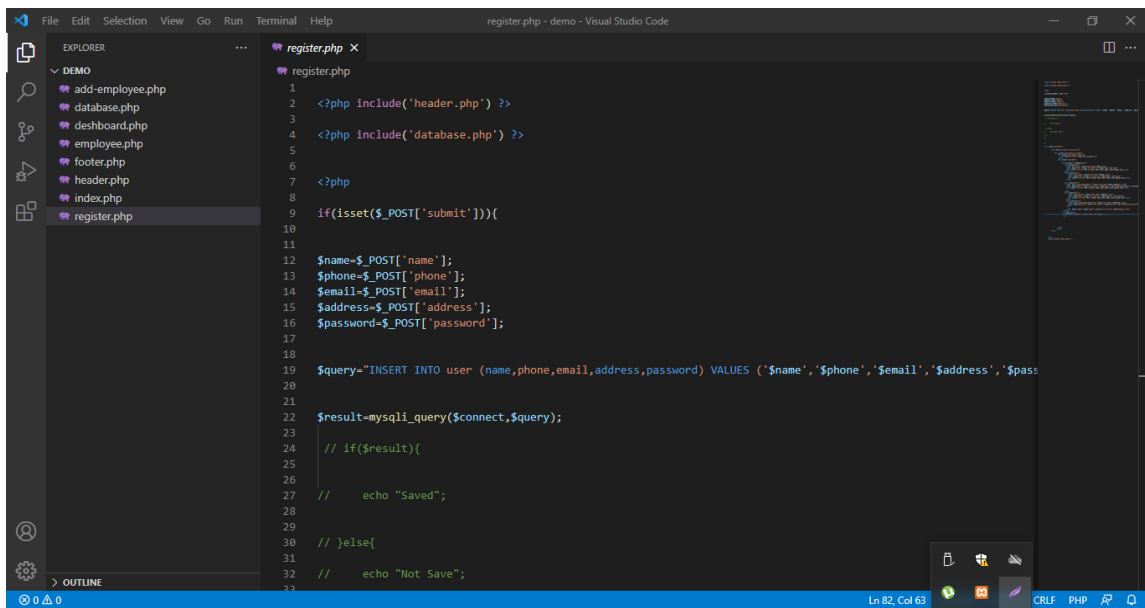 File Edit Selection View Go Run Terminal Help register.php - demo - Visual Studio Code
EXPLORER
DEMO
add-employee.php
database.php
deshboard.php
employee.php
footer.php
header.php
index.php
register.php
OUTLINE
register.php
register.php
1
2 <?php include('header.php') ?>
3
4 <?php include('database.php') ?>
5
6
7 <?php
8
9 if(isset($_POST['submit'])){
10
11
12 $name=$_POST['name'];
13 $phone=$_POST['phone'];
14 $email=$_POST['email'];
15 $address=$_POST['address'];
16 $password=$_POST['password'];
17
18
19 $query="INSERT INTO user (name,phone,email,address,password) VALUES ('$name','$phone','$email','$address','$pass
20
21
22 $result=mysqli_query($connect,$query);
23
24 // if($result){
25
26
27 // echo "Saved";
28
29
30 // }else{
31
32 // echo "Not Save";
33
0 0 Ln 82, Col 63 CRLF PHP